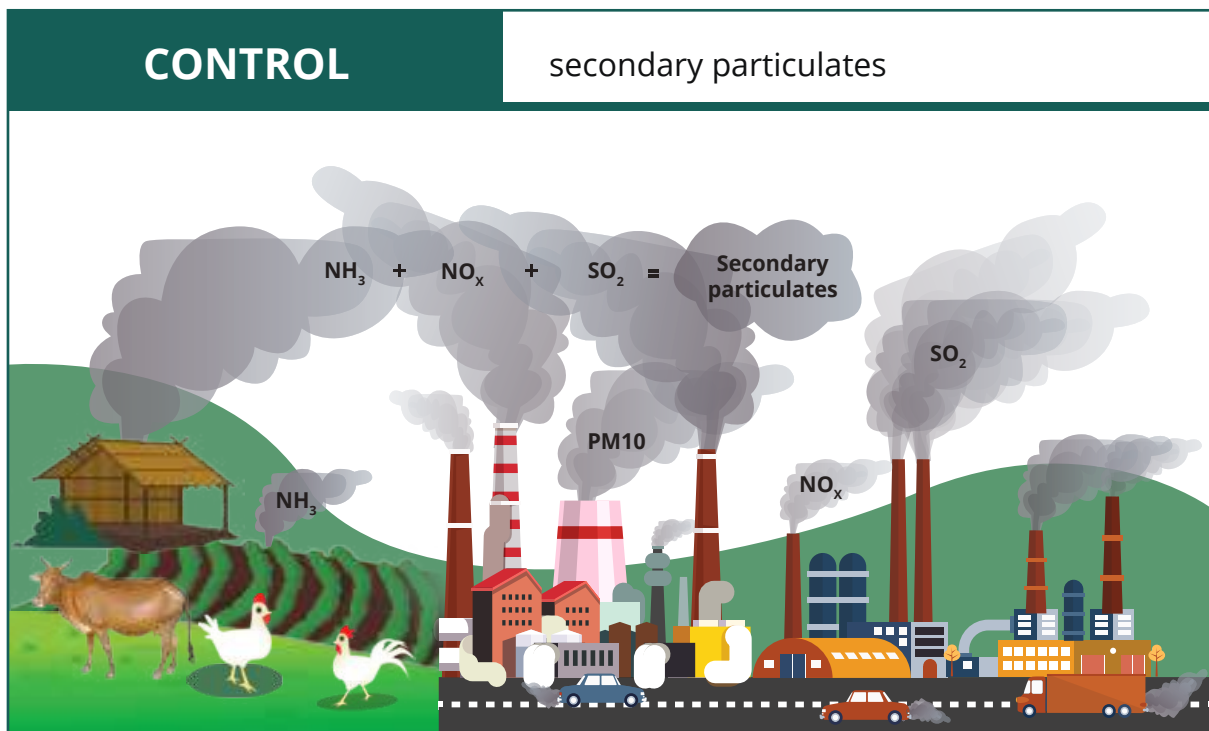 CONTROL
secondary particulates
NH₃ + NOₓ + SO₂ = Secondary particulates
SO₂
PM10
NOₓ
NH₃